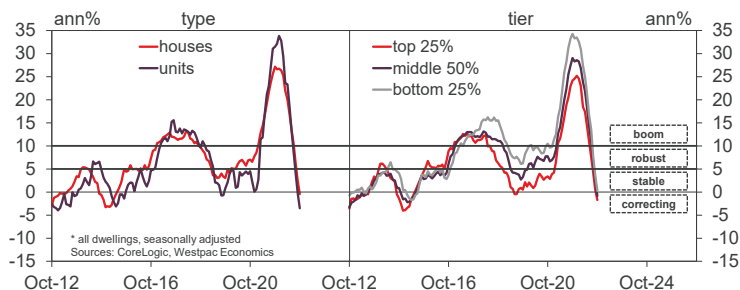 ann% type tier ann%
35 35
30 30
25 25
20 20
15 15
10 10
5 5
0 0
-5 -5
-10 -10
-15 -15
houses
units
top 25%
middle 50%
bottom 25%
boom
robust
stable
correcting
* all dwellings, seasonally adjusted
Sources: CoreLogic, Westpac Economics
Oct-12 Oct-16 Oct-20 Oct-12 Oct-16 Oct-20 Oct-24